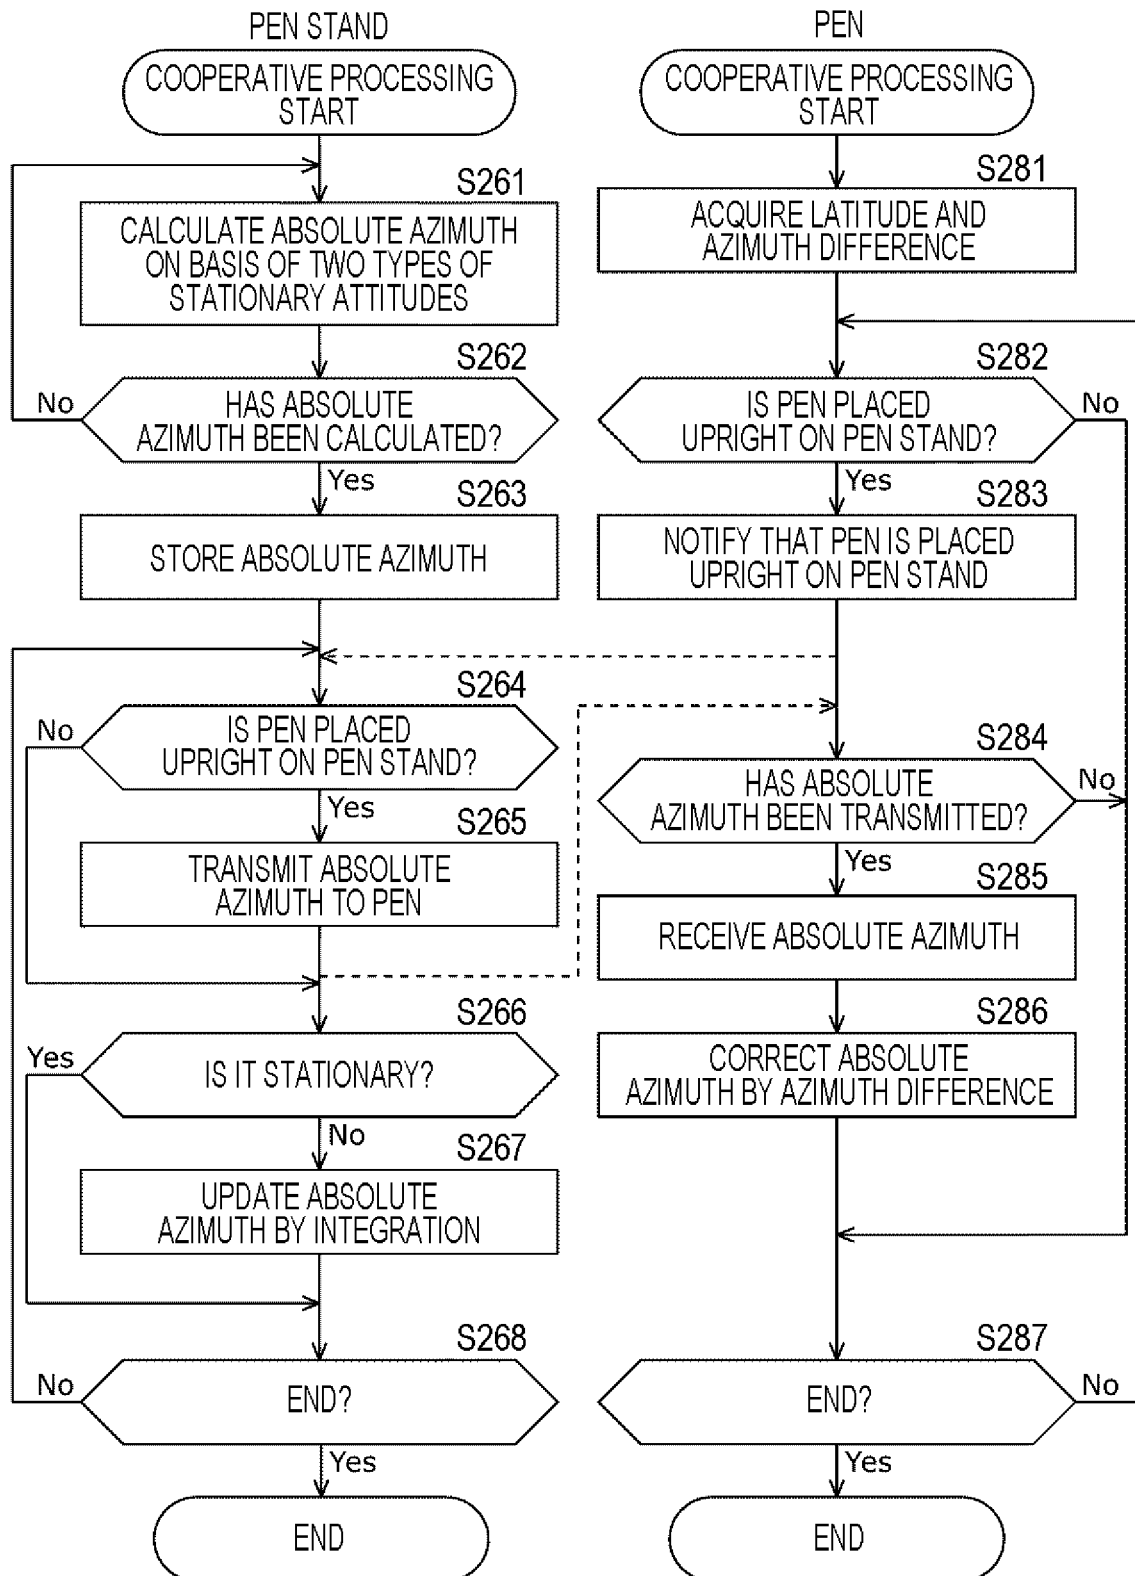 PEN STAND
COOPERATIVE PROCESSING
START
S261
CALCULATE ABSOLUTE AZIMUTH
ON BASIS OF TWO TYPES OF
STATIONARY ATTITUDES
S262
HAS ABSOLUTE
AZIMUTH BEEN CALCULATED?
No
Yes
S263
STORE ABSOLUTE AZIMUTH
S264
IS PEN PLACED
UPRIGHT ON PEN STAND?
No
Yes
S265
TRANSMIT ABSOLUTE
AZIMUTH TO PEN
S266
IS IT STATIONARY?
Yes
No
S267
UPDATE ABSOLUTE
AZIMUTH BY INTEGRATION
S268
END?
No
Yes
END
PEN
COOPERATIVE PROCESSING
START
S281
ACQUIRE LATITUDE AND
AZIMUTH DIFFERENCE
S282
IS PEN PLACED
UPRIGHT ON PEN STAND?
No
Yes
S283
NOTIFY THAT PEN IS PLACED
UPRIGHT ON PEN STAND
S284
HAS ABSOLUTE
AZIMUTH BEEN TRANSMITTED?
No
Yes
S285
RECEIVE ABSOLUTE AZIMUTH
S286
CORRECT ABSOLUTE
AZIMUTH BY AZIMUTH DIFFERENCE
S287
END?
No
Yes
END